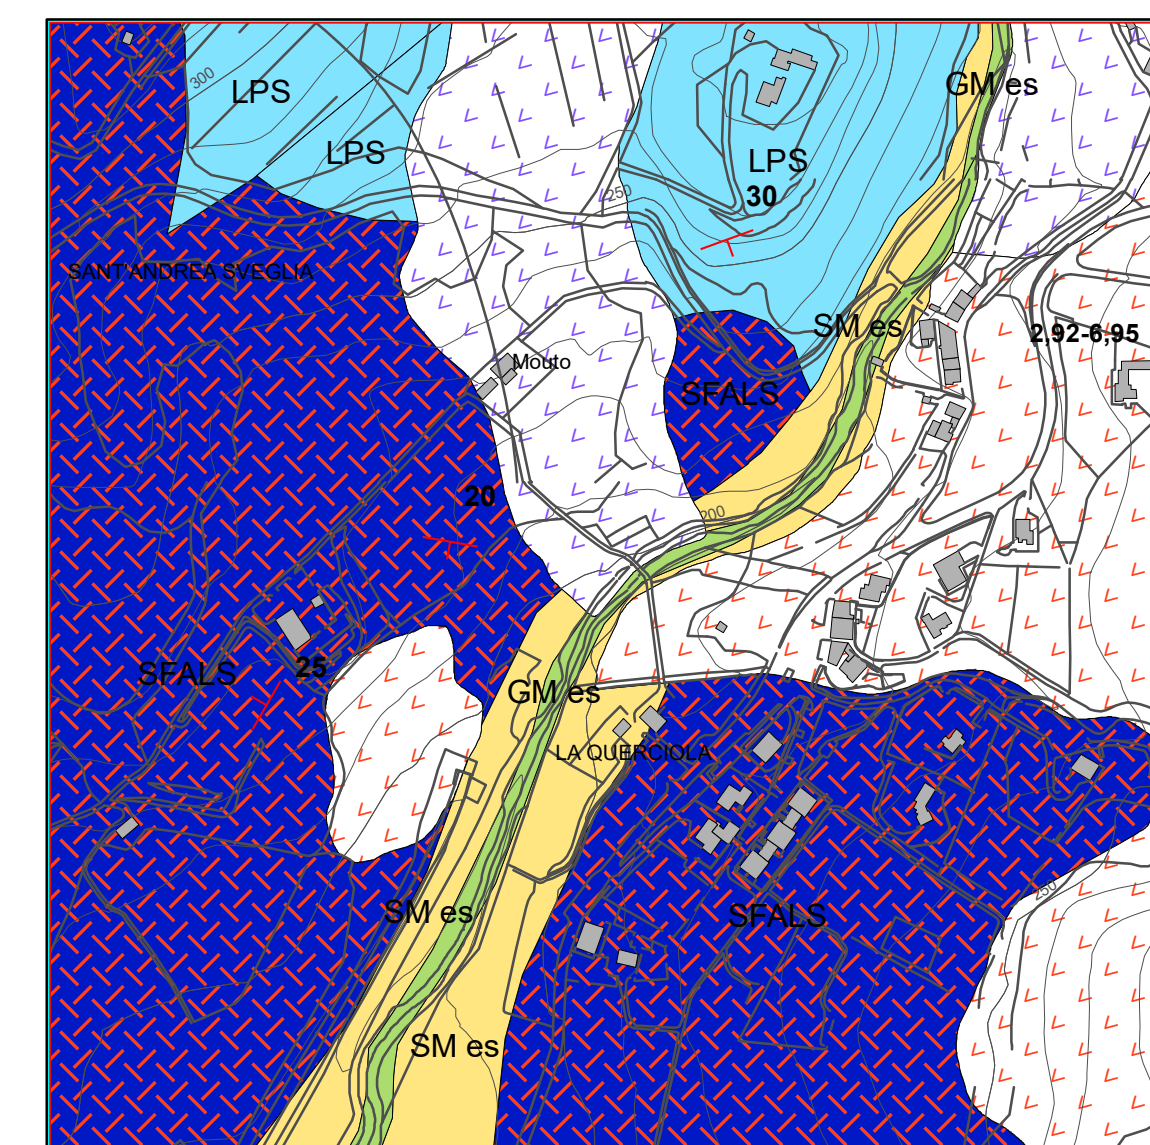 300
LPS
GM es
LPS
LPS
250
30
SANT'ANDREA SVEGLIA
SM es
2,92-6,95
Mouto
SFALS
20
200
SFALS
25
GM es
LA QUERCIOLA
250
SM es
SFALS
SM es